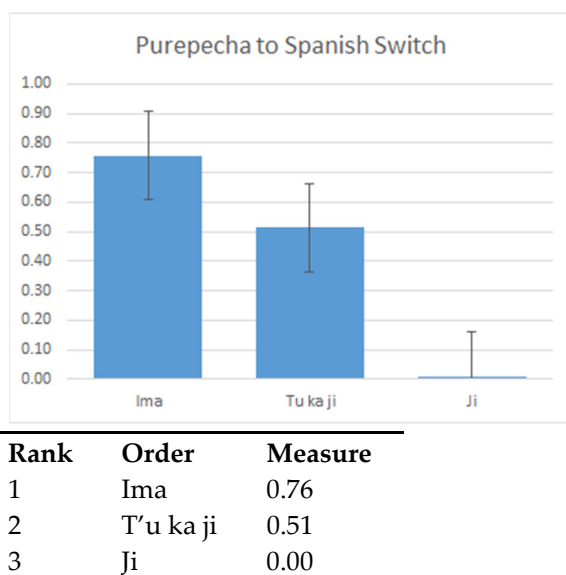 Purepecha to Spanish Switch
1.00
0.90
0.80
0.70
0.60
0.50
0.40
0.30
0.20
0.10
0.00
Ima Tu ka ji Ji
Rank Order Measure
1 Ima 0.76
2 T’u ka ji 0.51
3 Ji 0.00